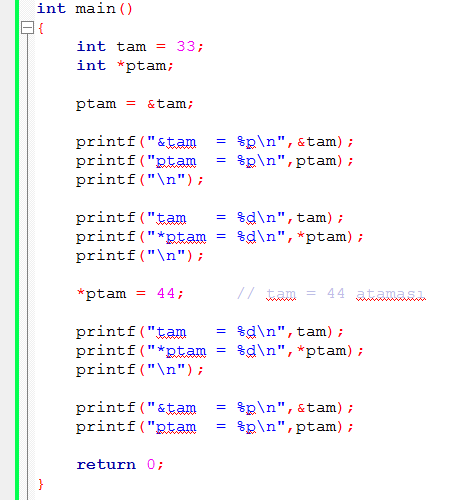 int main()
{
int tam = 33;
int *ptam;
ptam = &tam;
printf("&tam  = %p\n",&tam);
printf("ptam  = %p\n",ptam);
printf("\n");
printf("tam   = %d\n",tam);
printf("*ptam = %d\n",*ptam);
printf("\n");
*ptam = 44;     // tam = 44 ataması
printf("tam   = %d\n",tam);
printf("*ptam = %d\n",*ptam);
printf("\n");
printf("&tam  = %p\n",&tam);
printf("ptam  = %p\n",ptam);
return 0;
}